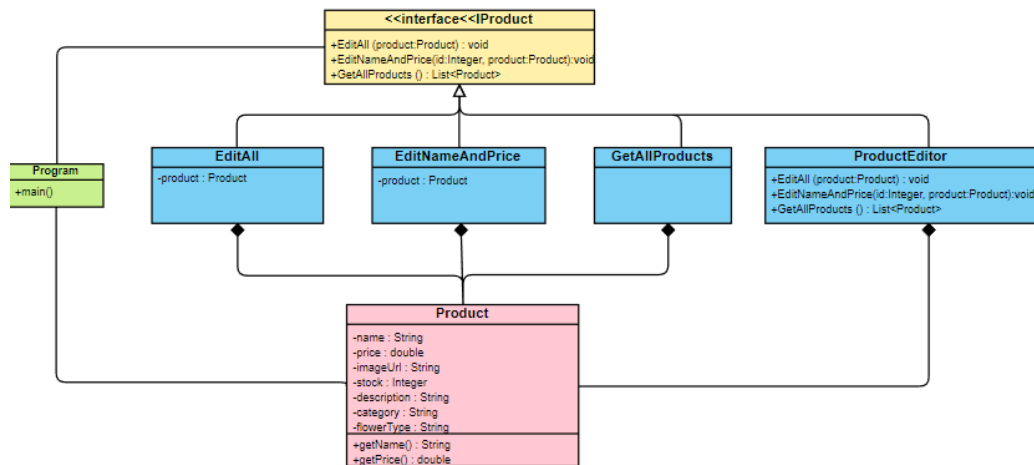 <<interface<<IProduct
+EditAll (product:Product) : void
+EditNameAndPrice(id:Integer, product:Product):void
+GetAllProducts () : List<Product>
Program
+main()
EditAll
-product : Product
EditNameAndPrice
-product : Product
GetAllProducts
ProductEditor
+EditAll (product:Product) : void
+EditNameAndPrice(id:Integer, product:Product):void
+GetAllProducts () : List<Product>
Product
-name : String
-price : double
-imageUrl : String
-stock : Integer
-description : String
-category : String
-flowerType : String
+getName() : String
+getPrice() : double